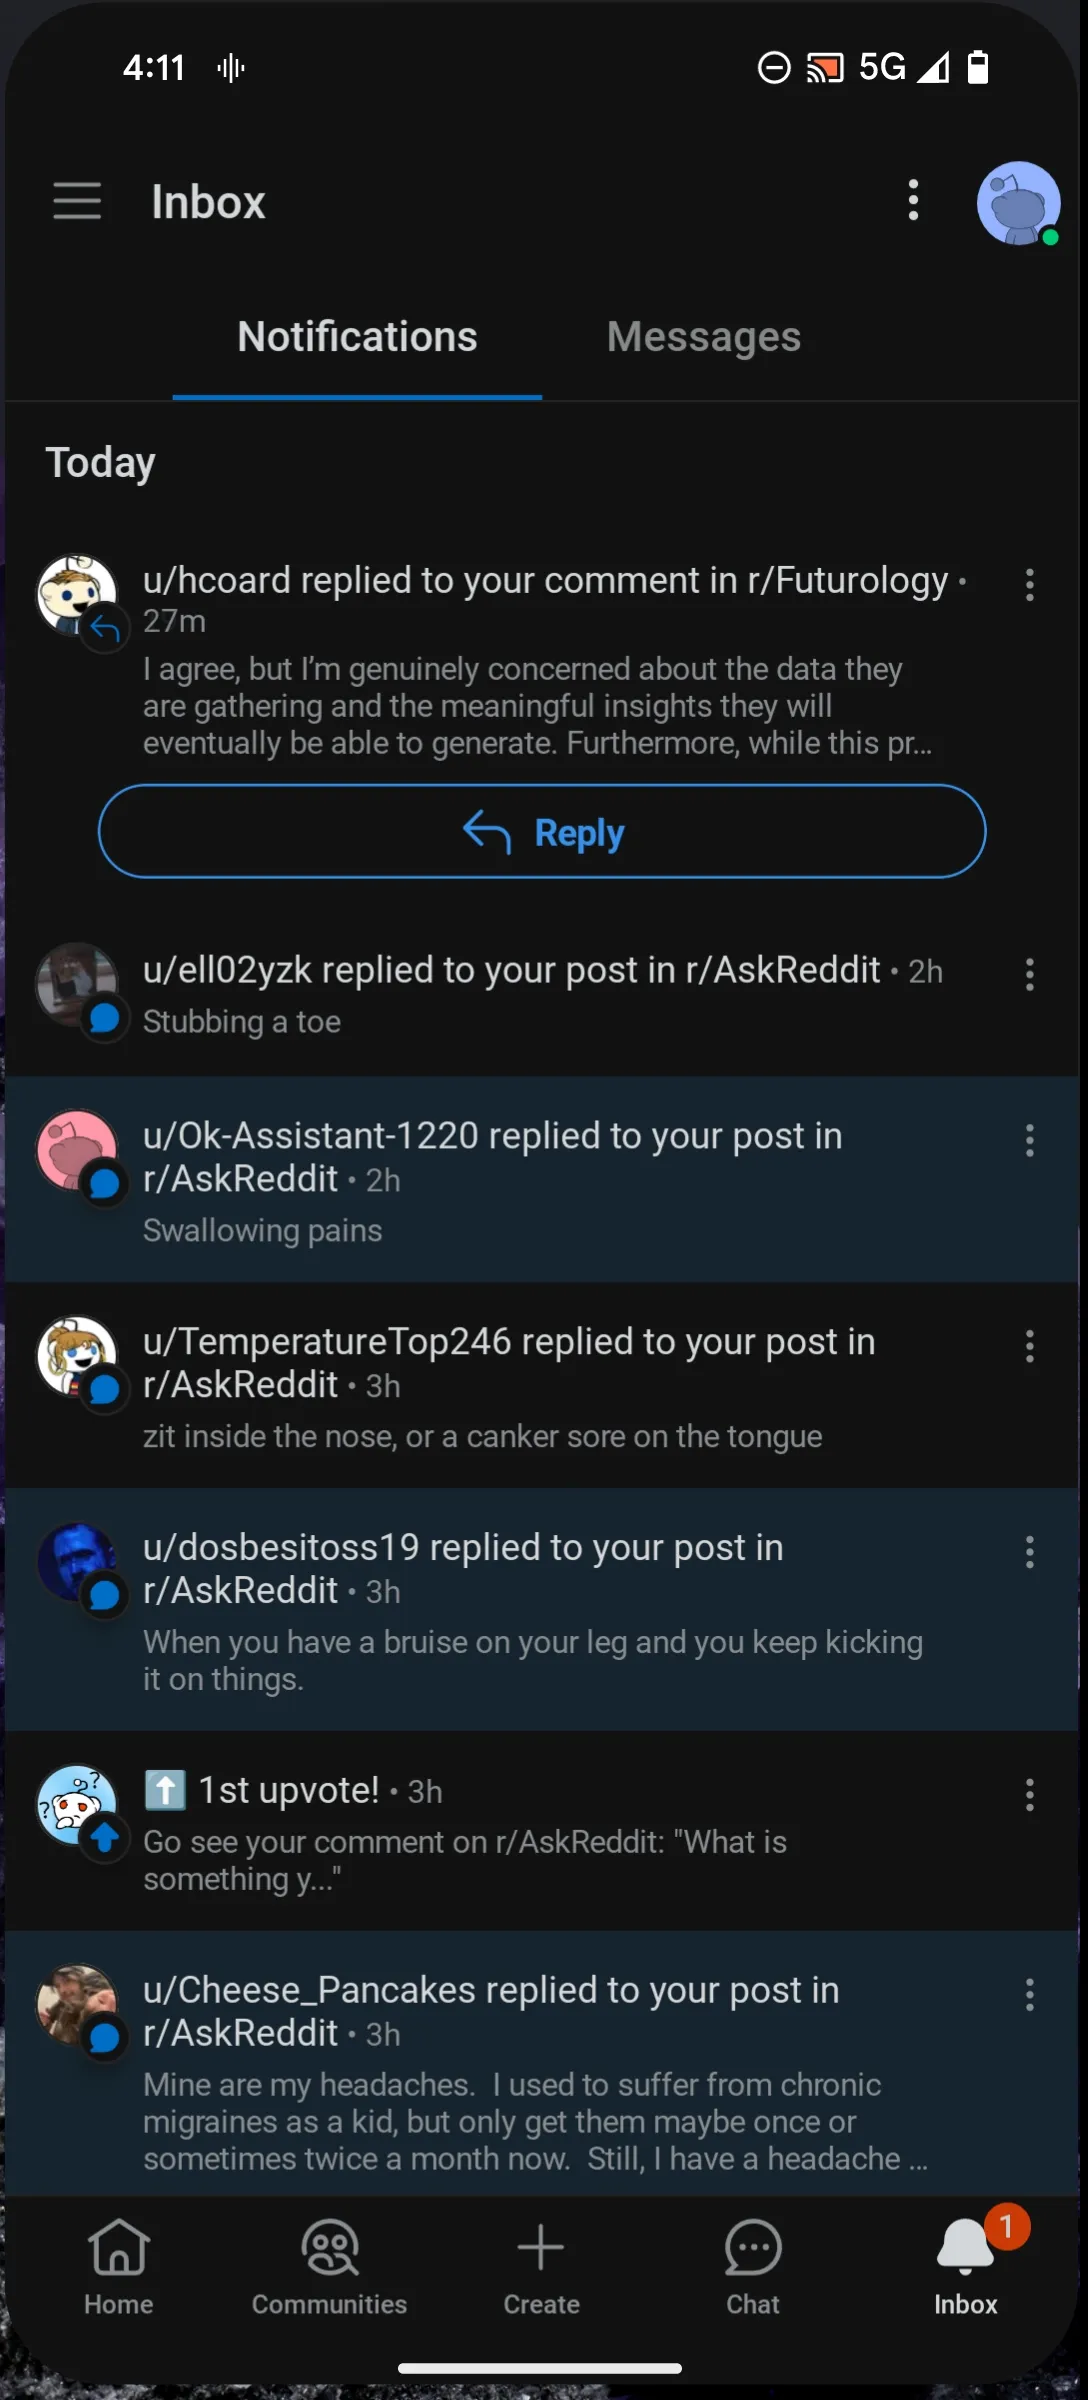 4:11
5G
Inbox
Notifications
Messages
Today
u/hcoard replied to your comment in r/Futurology •
27m
I agree, but I’m genuinely concerned about the data they
are gathering and the meaningful insights they will
eventually be able to generate. Furthermore, while this pr...
Reply
u/ell02yzk replied to your post in r/AskReddit • 2h
Stubbing a toe
u/Ok-Assistant-1220 replied to your post in
r/AskReddit • 2h
Swallowing pains
u/TemperatureTop246 replied to your post in
r/AskReddit • 3h
zit inside the nose, or a canker sore on the tongue
u/dosbesitoss19 replied to your post in
r/AskReddit • 3h
When you have a bruise on your leg and you keep kicking
it on things.
⬆️ 1st upvote! • 3h
Go see your comment on r/AskReddit: "What is
something y..."
u/Cheese_Pancakes replied to your post in
r/AskReddit • 3h
Mine are my headaches.  I used to suffer from chronic
migraines as a kid, but only get them maybe once or
sometimes twice a month now.  Still, I have a headache ...
1
Home
Communities
Create
Chat
Inbox